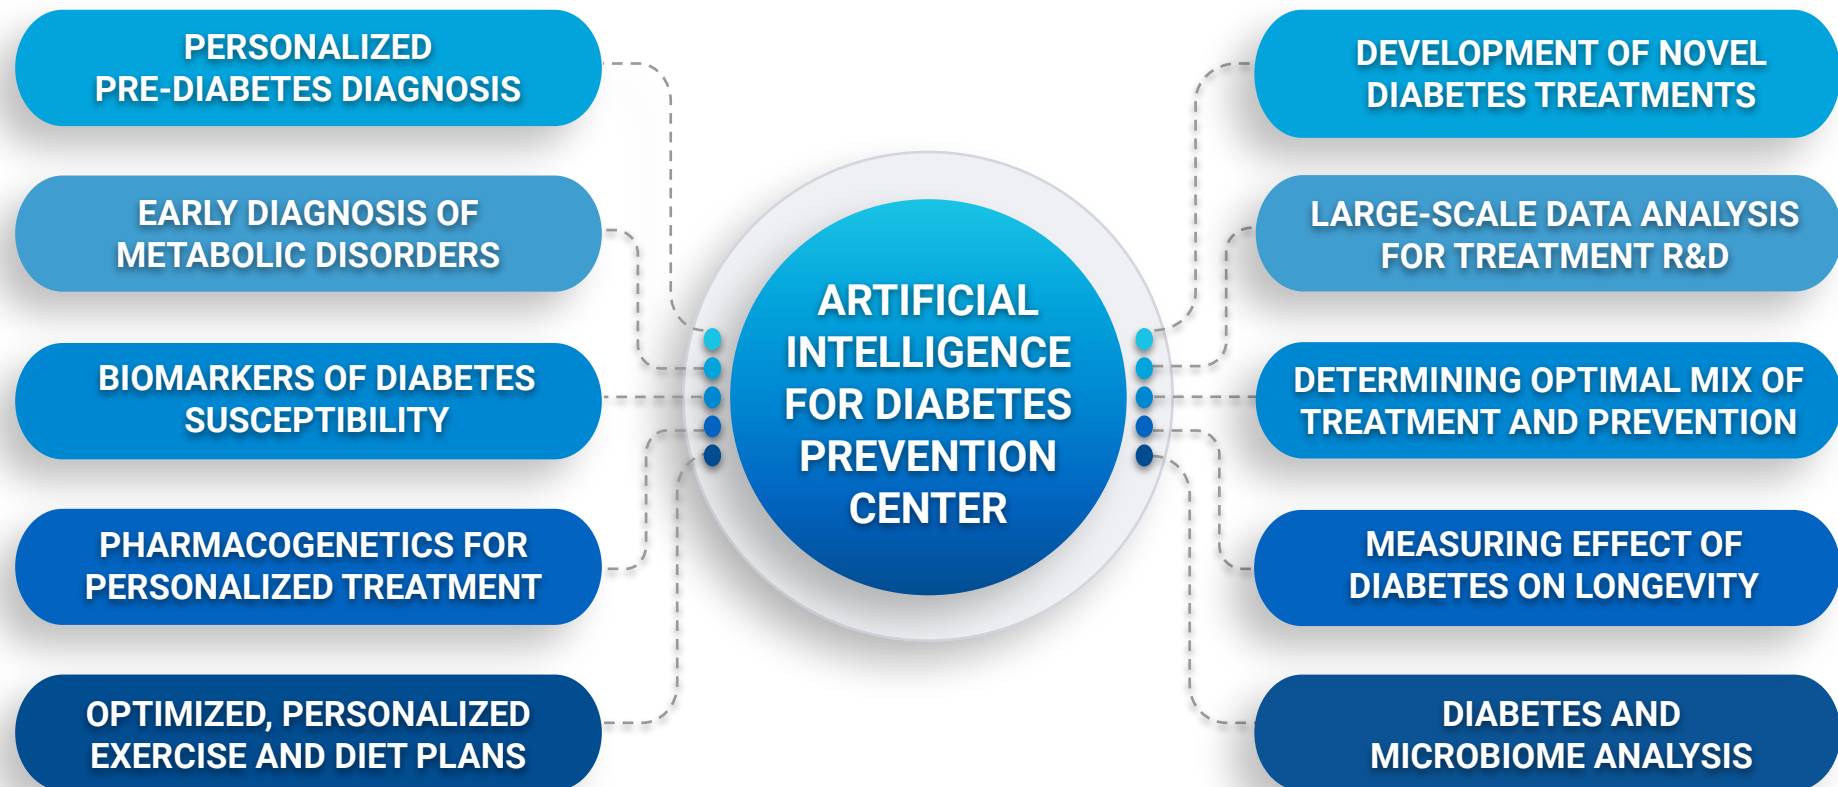 PERSONALIZED
PRE-DIABETES DIAGNOSIS
EARLY DIAGNOSIS OF
METABOLIC DISORDERS
BIOMARKERS OF DIABETES
SUSCEPTIBILITY
PHARMACOGENETICS FOR
PERSONALIZED TREATMENT
OPTIMIZED, PERSONALIZED
EXERCISE AND DIET PLANS
ARTIFICIAL
INTELLIGENCE
FOR DIABETES
PREVENTION
CENTER
DEVELOPMENT OF NOVEL
DIABETES TREATMENTS
LARGE-SCALE DATA ANALYSIS
FOR TREATMENT R&D
DETERMINING OPTIMAL MIX OF
TREATMENT AND PREVENTION
MEASURING EFFECT OF
DIABETES ON LONGEVITY
DIABETES AND
MICROBIOME ANALYSIS